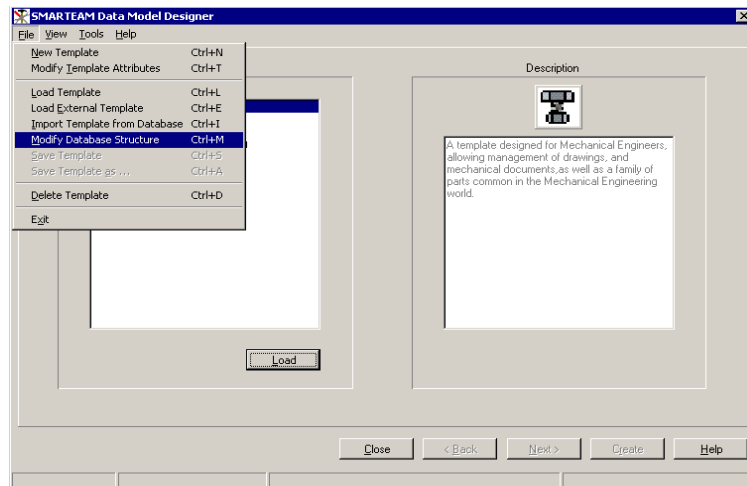 SMARTEAM Data Model Designer
File View Tools Help
New Template Ctrl+N
Modify Template Attributes Ctrl+T
Load Template Ctrl+L
Load External Template Ctrl+E
Import Template from Database Ctrl+I
Modify Database Structure Ctrl+M
Save Template Ctrl+S
Save Template as ... Ctrl+A
Delete Template Ctrl+D
Exit
Description
A template designed for Mechanical Engineers,
allowing management of drawings, and
mechanical documents,as well as a family of
parts common in the Mechanical Engineering
world.
Load
Close < Back Next > Create Help